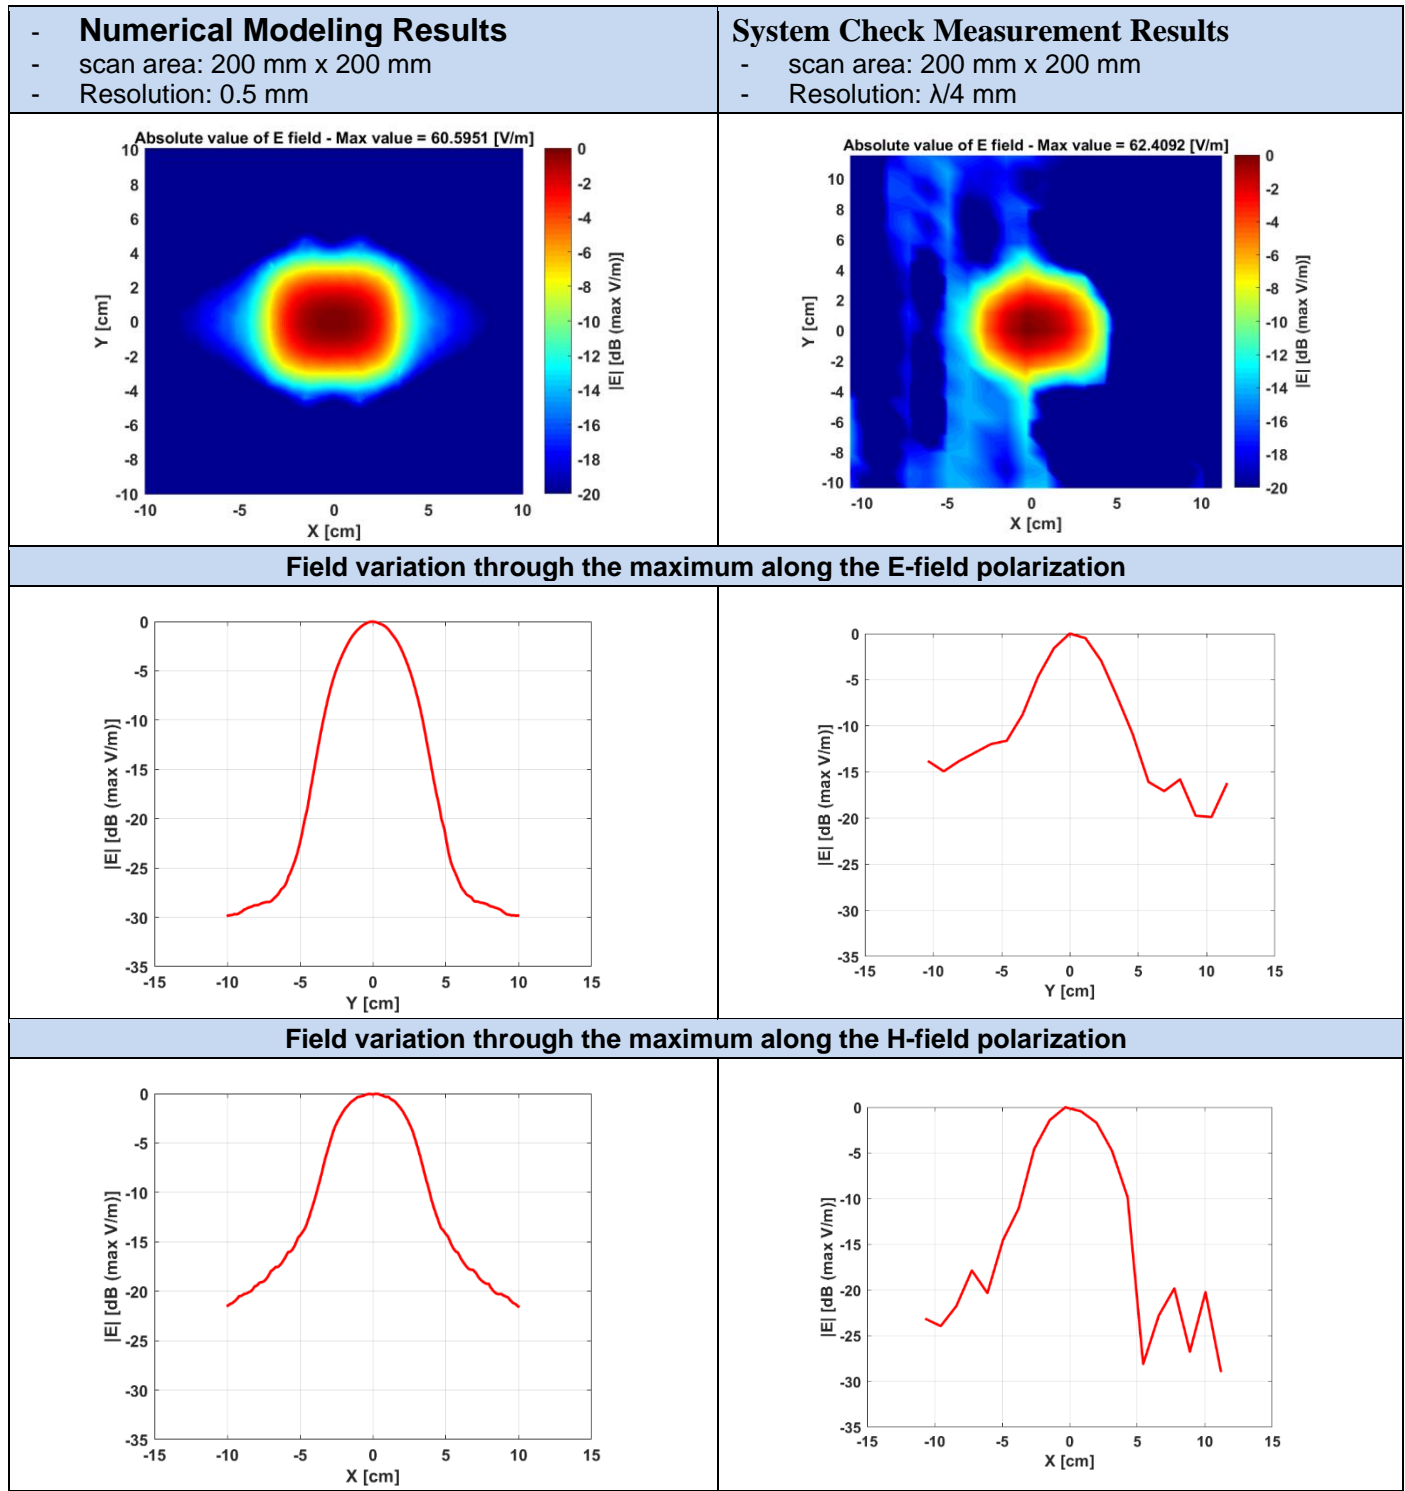 - Numerical Modeling Results
- scan area: 200 mm x 200 mm
- Resolution: 0.5 mm
System Check Measurement Results
- scan area: 200 mm x 200 mm
- Resolution: λ/4 mm
Absolute value of E field - Max value = 60.5951 [V/m]
10
8
6
4
2
0
-2
-4
-6
-8
-10
Y [cm]
-10 -5 0 5 10
X [cm]
0
-2
-4
-6
-8
-10
-12
-14
-16
-18
-20
|E| [dB (max V/m)]
Absolute value of E field - Max value = 62.4092 [V/m]
10
8
6
4
2
0
-2
-4
-6
-8
-10
Y [cm]
-10 -5 0 5 10
X [cm]
0
-2
-4
-6
-8
-10
-12
-14
-16
-18
-20
|E| [dB (max V/m)]
Field variation through the maximum along the E-field polarization
0
-5
-10
-15
-20
-25
-30
-35
|E| [dB (max V/m)]
-15 -10 -5 0 5 10 15
Y [cm]
0
-5
-10
-15
-20
-25
-30
-35
|E| [dB (max V/m)]
-15 -10 -5 0 5 10 15
Y [cm]
Field variation through the maximum along the H-field polarization
0
-5
-10
-15
-20
-25
-30
-35
|E| [dB (max V/m)]
-15 -10 -5 0 5 10 15
X [cm]
0
-5
-10
-15
-20
-25
-30
-35
|E| [dB (max V/m)]
-15 -10 -5 0 5 10 15
X [cm]